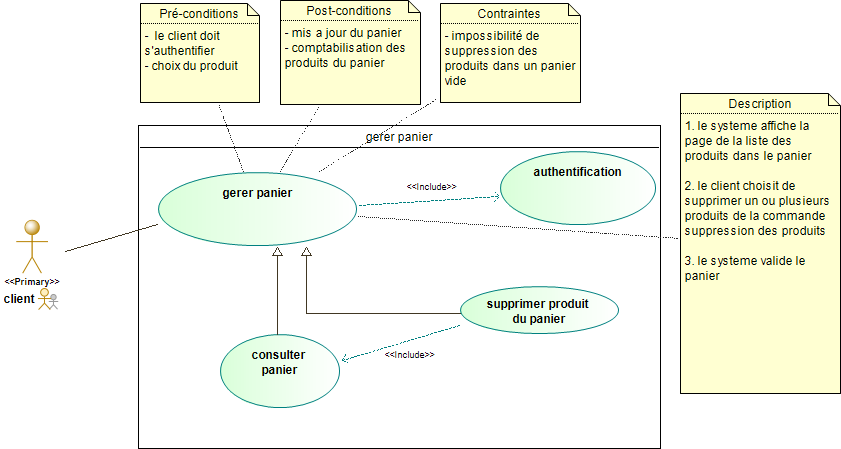 Pré-conditions
- le client doit
s'authentifier
- choix du produit
Post-conditions
- mis a jour du panier
- comptabilisation des
produits du panier
Contraintes
- impossibilité de
suppression des
produits dans un panier
vide
Description
1. le systeme affiche la
page de la liste des
produits dans le panier
2. le client choisit de
supprimer un ou plusieurs
produits de la commande
suppression des produits
3. le systeme valide le
panier
gerer panier
gerer panier
<<Include>>
authentification
<<Primary>>
client
supprimer produit
du panier
<<Include>>
consulter
panier